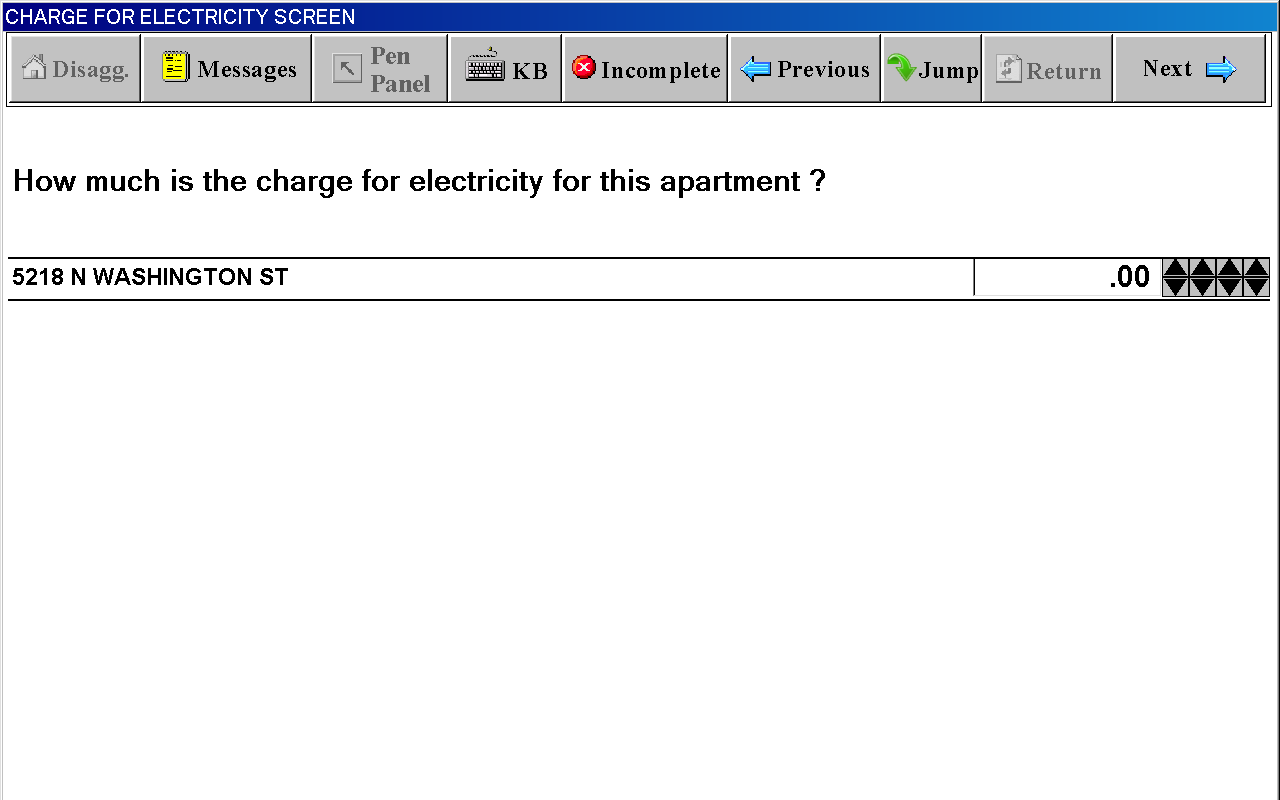 CHARGE FOR ELECTRICITY SCREEN
Disagg. Messages Pen Panel KB Incomplete Previous Jump Return Next
How much is the charge for electricity for this apartment ?
5218 N WASHINGTON ST .00